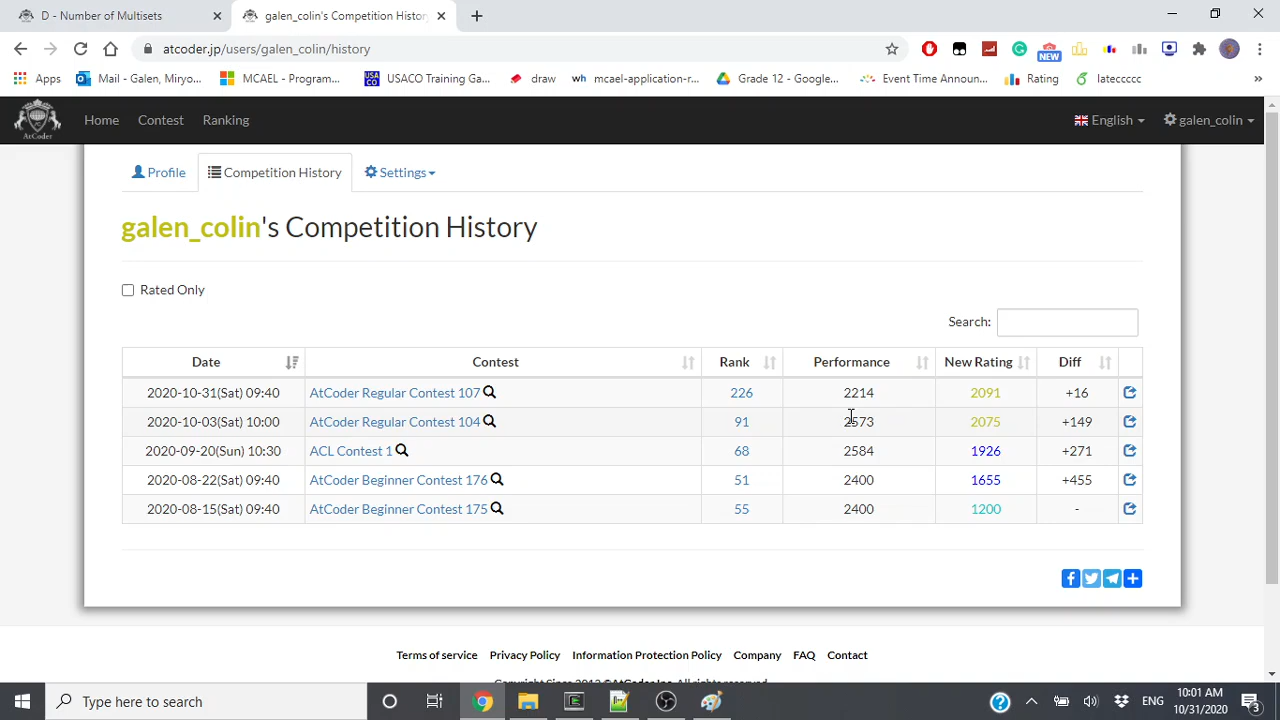 D - Number of Multisets
galen_colin's Competition History
atcoder.jp/users/galen_colin/history
NEW
Apps
Mail - Galen, Miryo...
MCAEL - Program...
USACO
USACO Training Ga...
draw
wh mcael-application-r...
Grade 12 - Google...
Event Time Announ...
Rating
lateccccc
»
AtCoder
Home
Contest
Ranking
English
galen_colin
Profile
Competition History
Settings
galen_colin's Competition History
Rated Only
Search:
Date Contest Rank Performance New Rating Diff
2020-10-31(Sat) 09:40 AtCoder Regular Contest 107 226 2214 2091 +16
2020-10-03(Sat) 10:00 AtCoder Regular Contest 104 91 2573 2075 +149
2020-09-20(Sun) 10:30 ACL Contest 1 68 2584 1926 +271
2020-08-22(Sat) 09:40 AtCoder Beginner Contest 176 51 2400 1655 +455
2020-08-15(Sat) 09:40 AtCoder Beginner Contest 175 55 2400 1200 -
Terms of service Privacy Policy Information Protection Policy Company FAQ Contact
Type here to search
ENG
10:01 AM
10/31/2020
3